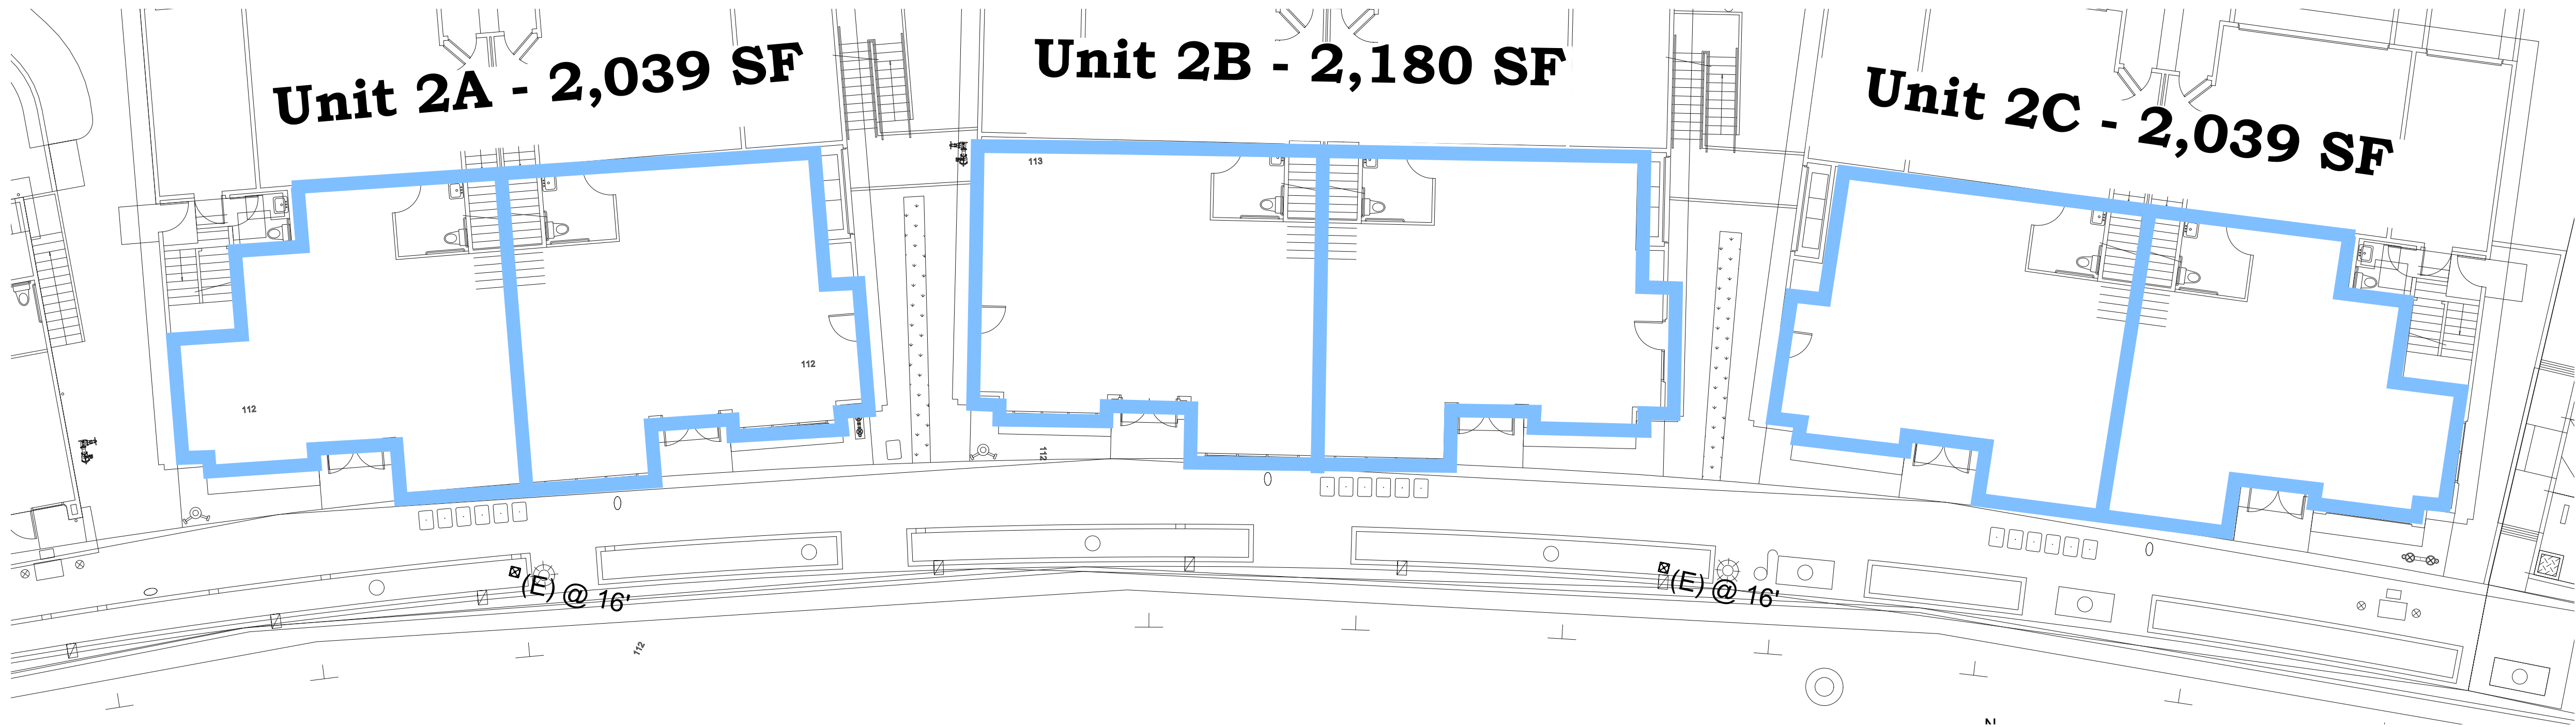 Unit 2A - 2,039 SF
Unit 2B - 2,180 SF
Unit 2C - 2,039 SF
113
112
112
112
(E) @ 16'
(E) @ 16'
112
N